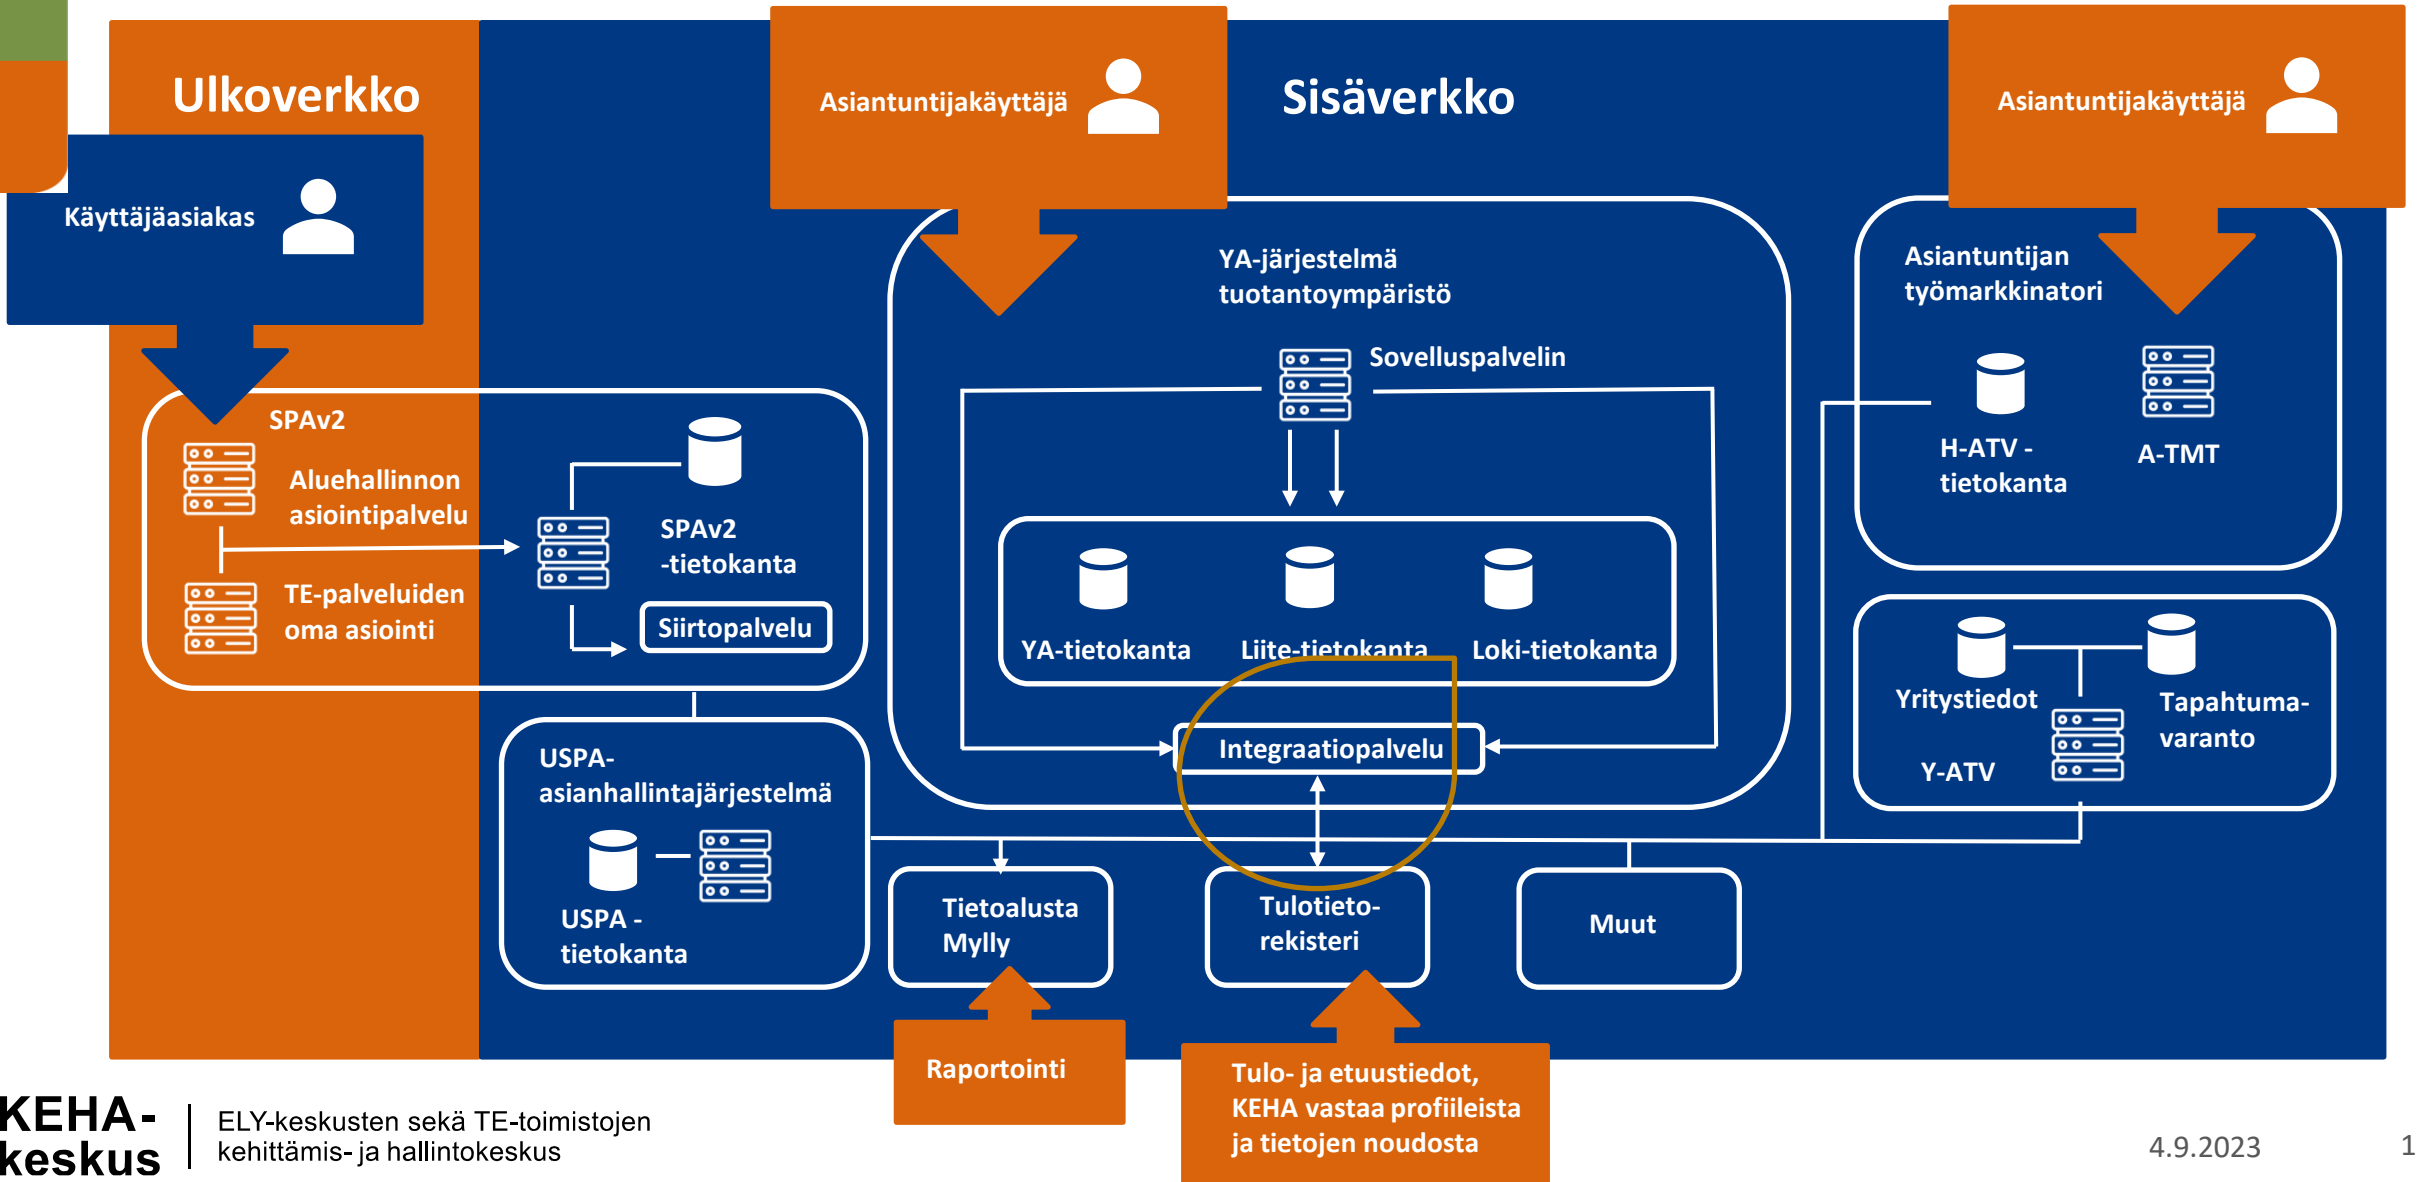 Ulkoverkko
Sisäverkko
Asiantuntijakäyttäjä
Asiantuntijakäyttäjä
Käyttäjäasiakas
SPAv2
Aluehallinnon
asiointipalvelu
TE-palveluiden
oma asiointi
SPAv2
-tietokanta
Siirtopalvelu
USPA-
asianhallintajärjestelmä
USPA -
tietokanta
YA-järjestelmä
tuotantoympäristö
Sovelluspalvelin
YA-tietokanta
Liite-tietokanta
Loki-tietokanta
Integraatiopalvelu
Asiantuntijan
työmarkkinatori
H-ATV -
tietokanta
A-TMT
Yritystiedot
Tapahtuma-
varanto
Y-ATV
Tietoalusta
Mylly
Tulotieto-
rekisteri
Muut
Raportointi
Tulo- ja etuustiedot,
KEHA vastaa profiileista
ja tietojen noudosta
KEHA-
keskus
ELY-keskusten sekä TE-toimistojen
kehittämis- ja hallintokeskus
4.9.2023
1